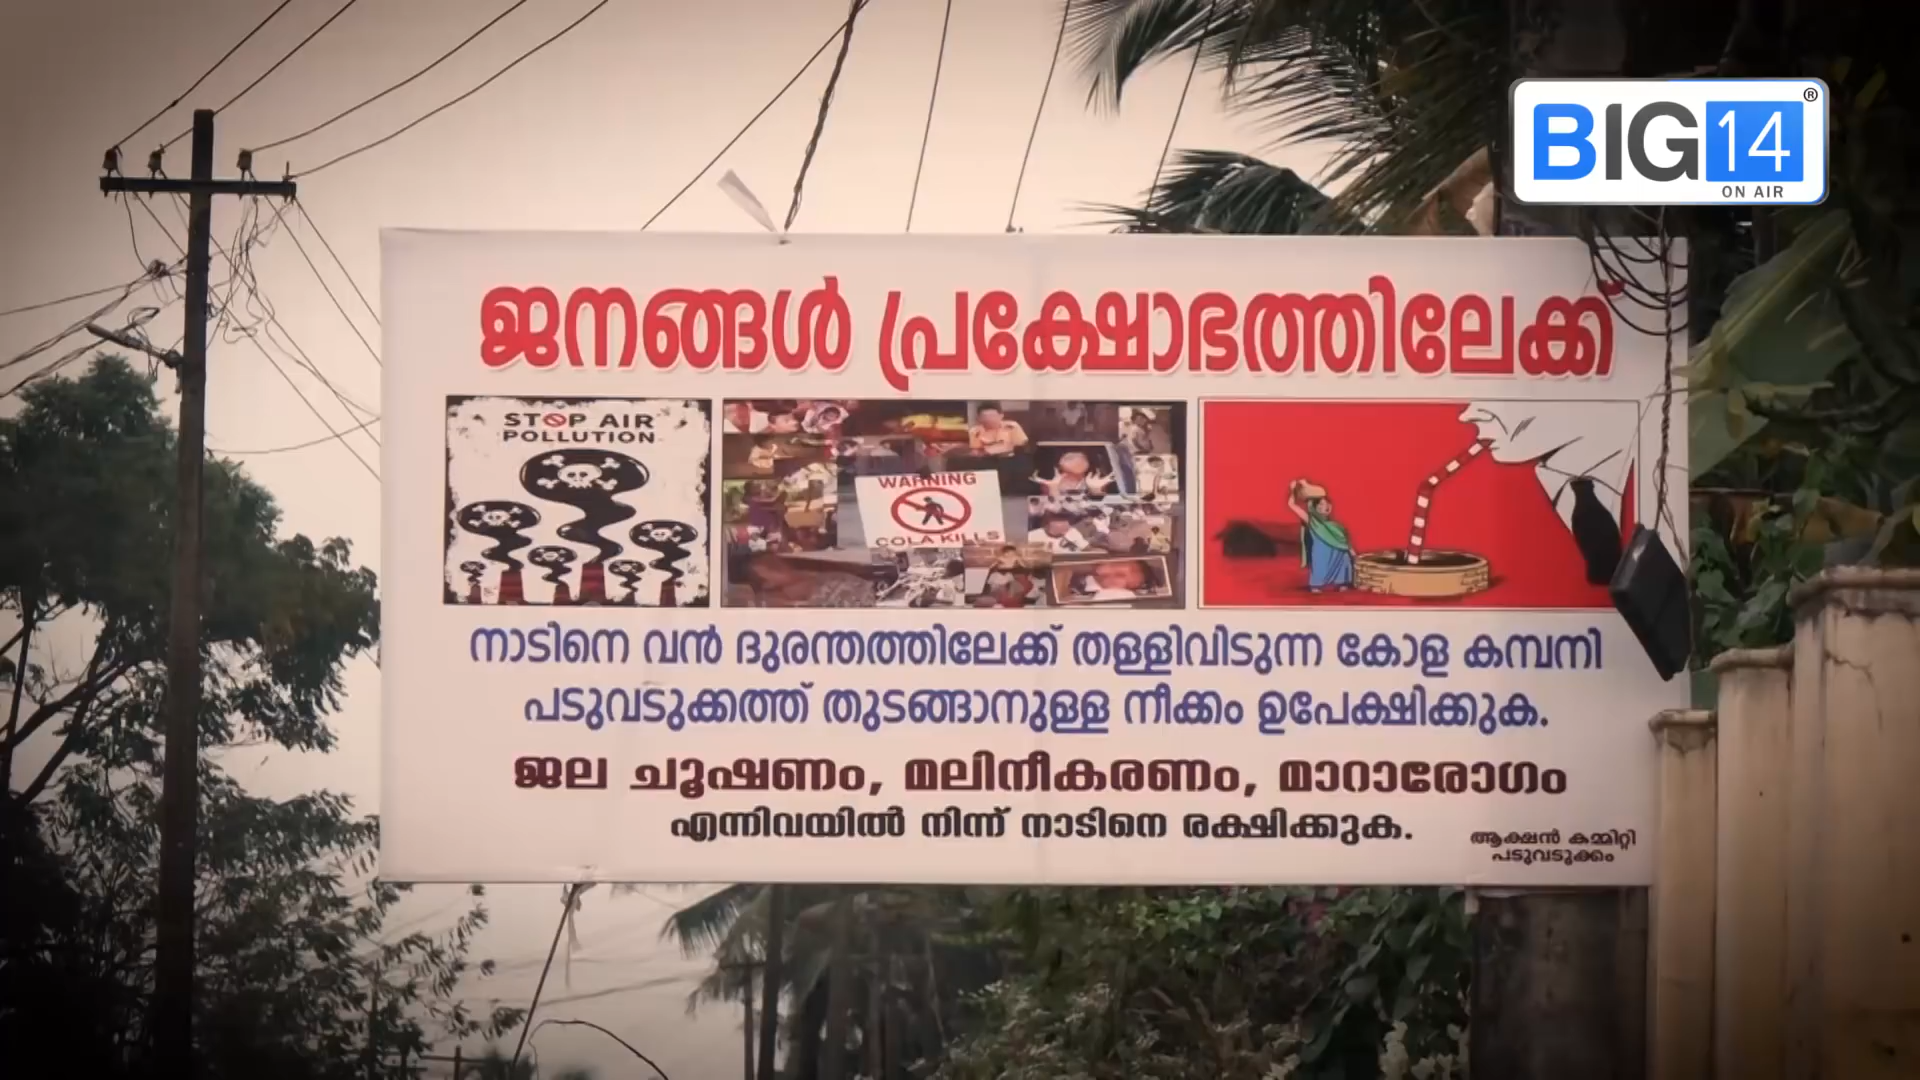 BIG14®
ON AIR
ജനങ്ങൾ പ്രക്ഷോഭത്തിലേക്ക്
STOP AIR
POLLUTION
WARNING
COLA KILLS
നാടിനെ വൻ ദുരന്തത്തിലേക്ക് തള്ളിവിടുന്ന കോള കമ്പനി
പടുവടുക്കത്ത് തുടങ്ങാനുള്ള നീക്കം ഉപേക്ഷിക്കുക.
ജല ചൂഷണം, മലിനീകരണം, മാറാരോഗം
എന്നിവയിൽ നിന്ന് നാടിനെ രക്ഷിക്കുക.
ആക്ഷൻ കമ്മിറ്റി
പടുവടുക്കം